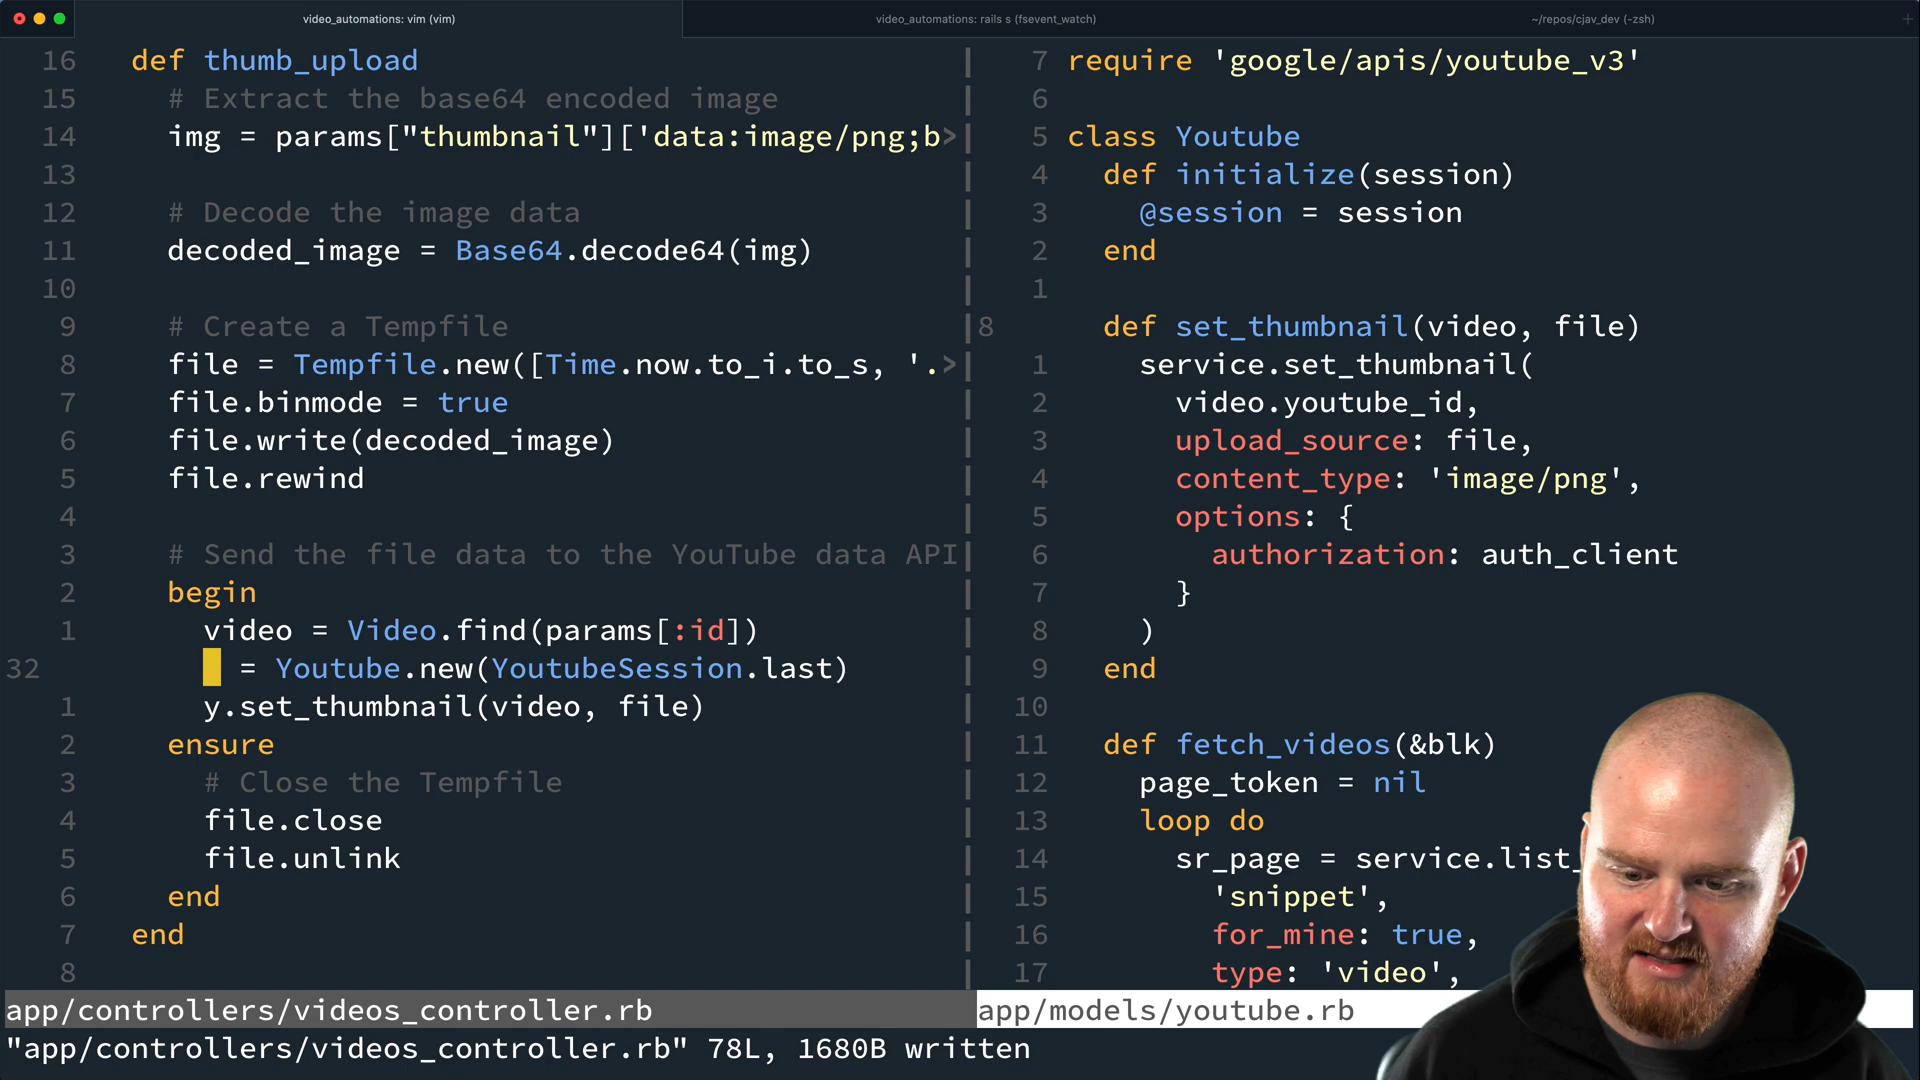 video_automations: vim (vim)
video_automations: rails s (fsevent_watch)
~/repos/cjav_dev (-zsh)
16 def thumb_upload
15 # Extract the base64 encoded image
14 img = params["thumbnail"]['data:image/png;b>
13
12 # Decode the image data
11 decoded_image = Base64.decode64(img)
10
9 # Create a Tempfile
8 file = Tempfile.new([Time.now.to_i.to_s, '.>
7 file.binmode = true
6 file.write(decoded_image)
5 file.rewind
4
3 # Send the file data to the YouTube data API
2 begin
1 video = Video.find(params[:id])
32 = Youtube.new(YoutubeSession.last)
1 y.set_thumbnail(video, file)
2 ensure
3 # Close the Tempfile
4 file.close
5 file.unlink
6 end
7 end
8
app/controllers/videos_controller.rb
7 require 'google/apis/youtube_v3'
6
5 class Youtube
4 def initialize(session)
3 @session = session
2 end
1
8 def set_thumbnail(video, file)
1 service.set_thumbnail(
2 video.youtube_id,
3 upload_source: file,
4 content_type: 'image/png',
5 options: {
6 authorization: auth_client
7 }
8 )
9 end
10
11 def fetch_videos(&blk)
12 page_token = nil
13 loop do
14 sr_page = service.list_
15 'snippet',
16 for_mine: true,
17 type: 'video',
app/models/youtube.rb
"app/controllers/videos_controller.rb" 78L, 1680B written